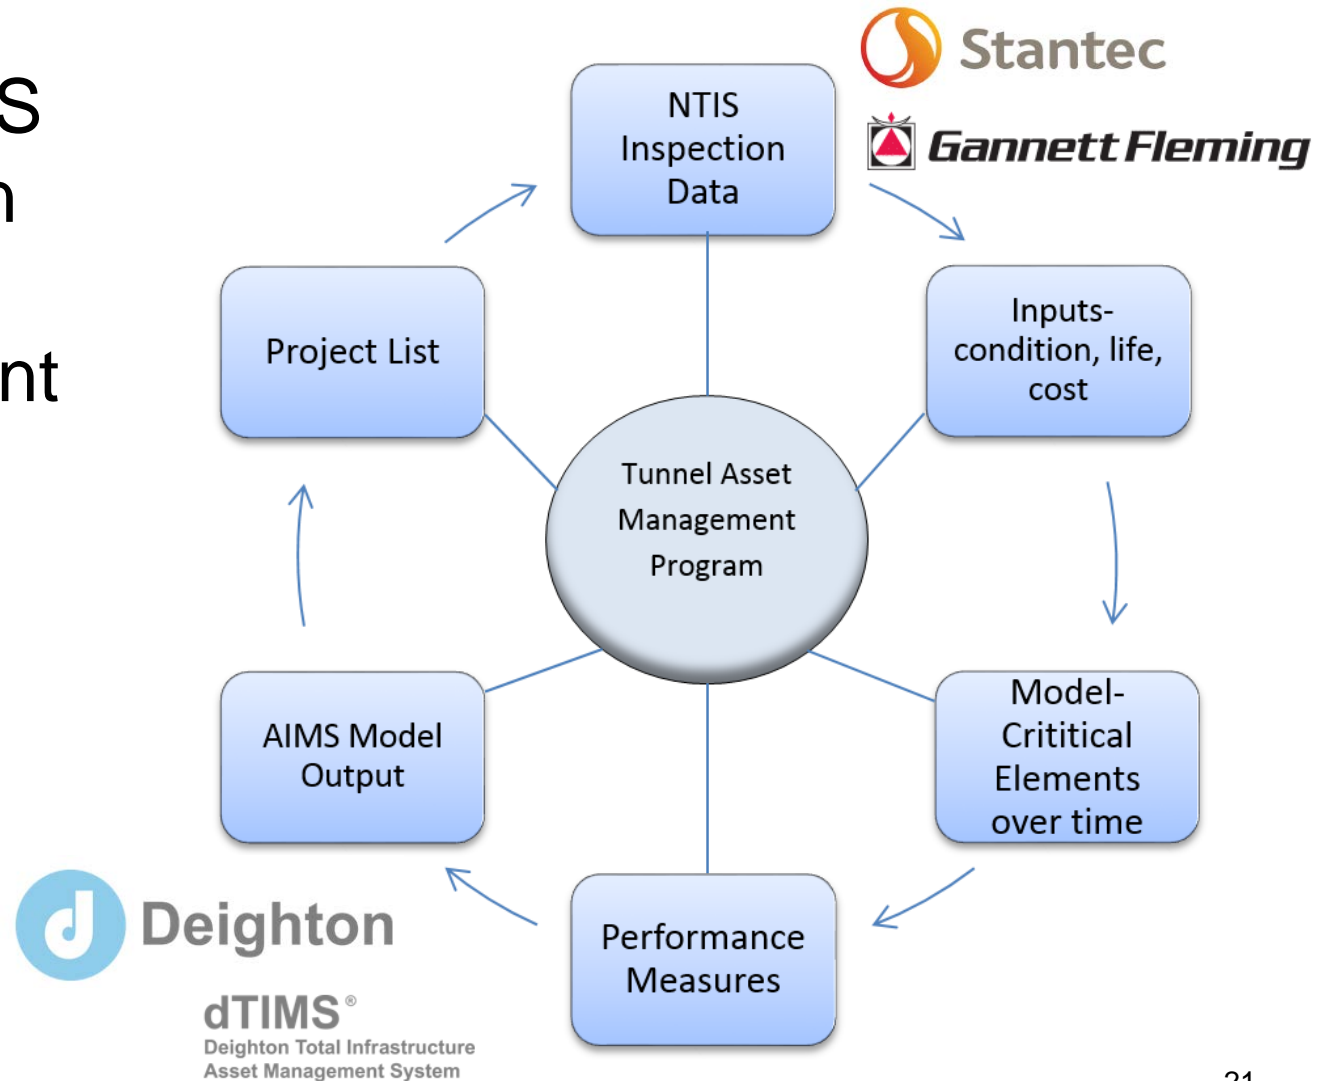 s
n
nt
Stantec
Gannett Fleming
NTIS
Inspection
Data
Inputs-
condition, life,
cost
Model-
Crititical
Elements
over time
Performance
Measures
AIMS Model
Output
Project List
Tunnel Asset
Management
Program
d
Deighton
dTIMS®
Deighton Total Infrastructure
Asset Management System
21